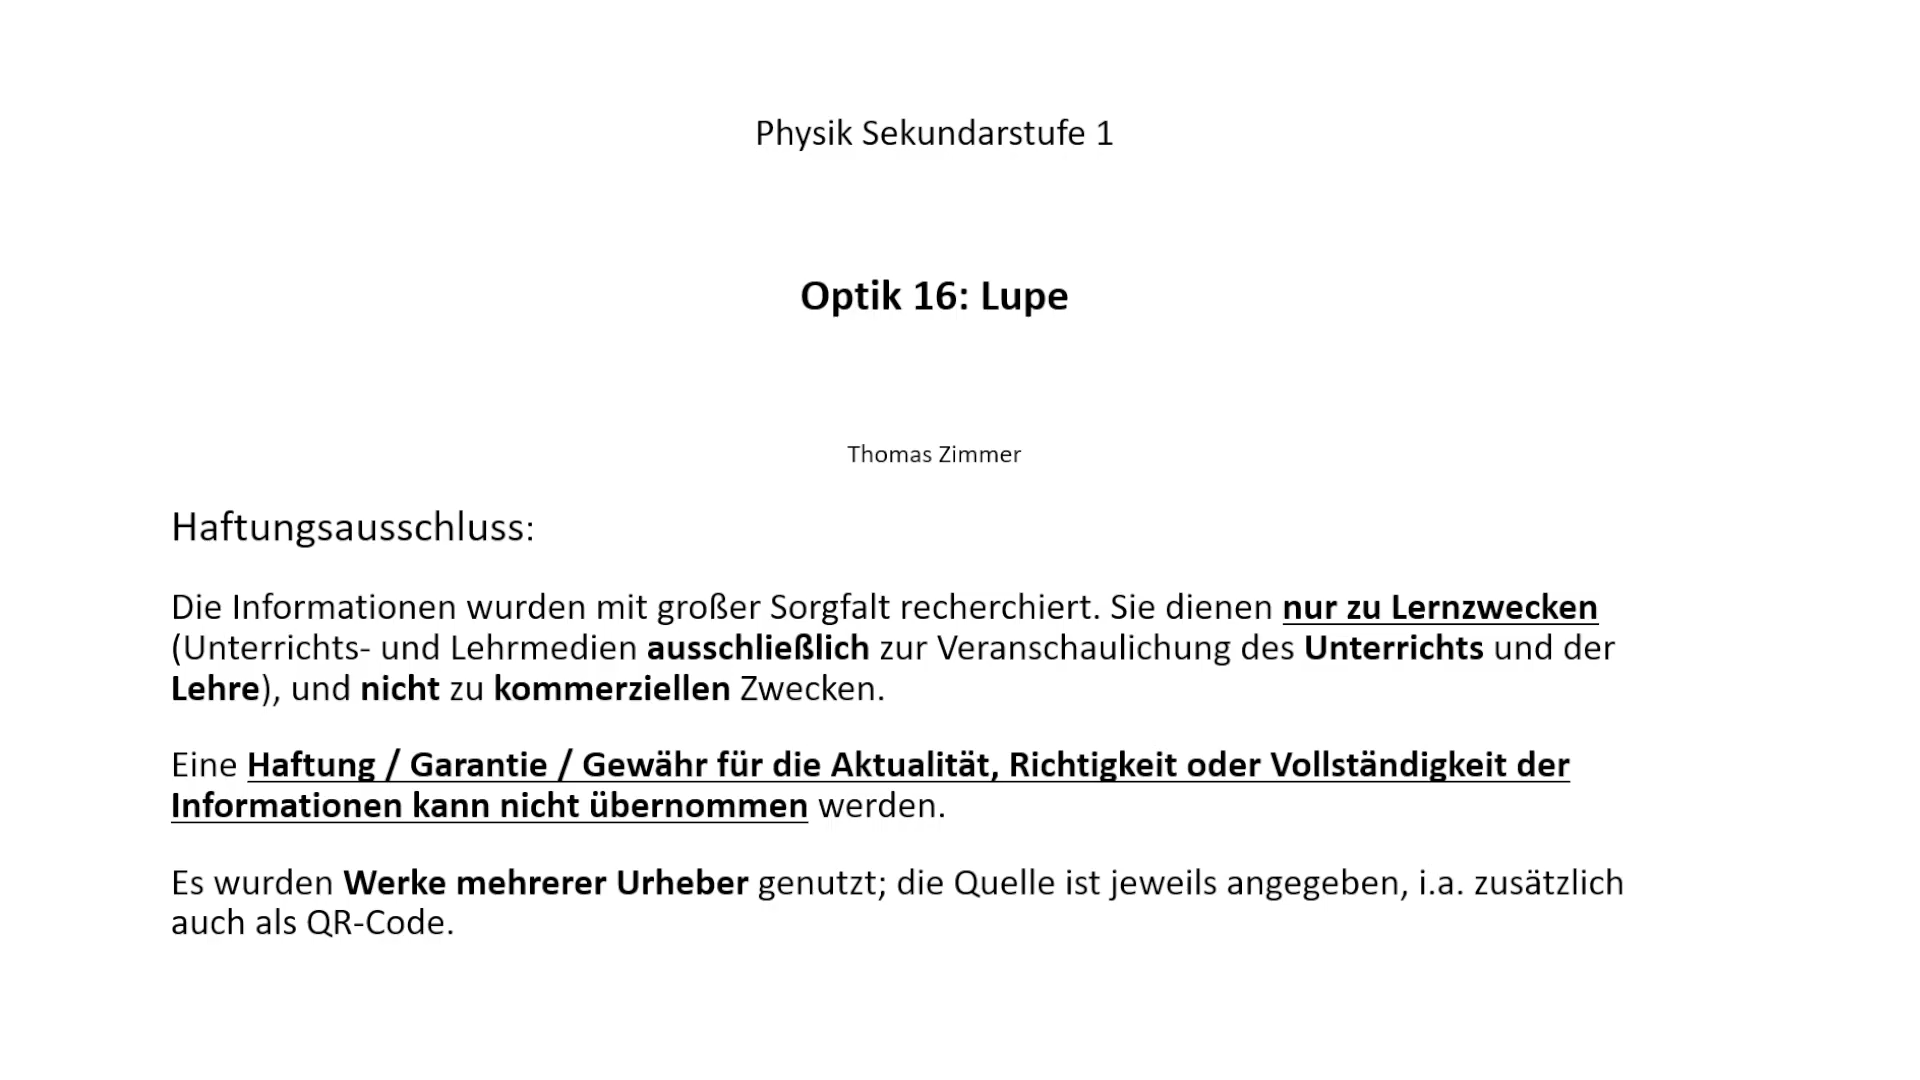 Physik Sekundarstufe 1
Optik 16: Lupe
Thomas Zimmer
Haftungsausschluss:
Die Informationen wurden mit großer Sorgfalt recherchiert. Sie dienen nur zu Lernzwecken
(Unterrichts- und Lehrmedien ausschließlich zur Veranschaulichung des Unterrichts und der
Lehre), und nicht zu kommerziellen Zwecken.
Eine Haftung / Garantie / Gewähr für die Aktualität, Richtigkeit oder Vollständigkeit der
Informationen kann nicht übernommen werden.
Es wurden Werke mehrerer Urheber genutzt; die Quelle ist jeweils angegeben, i.a. zusätzlich
auch als QR-Code.